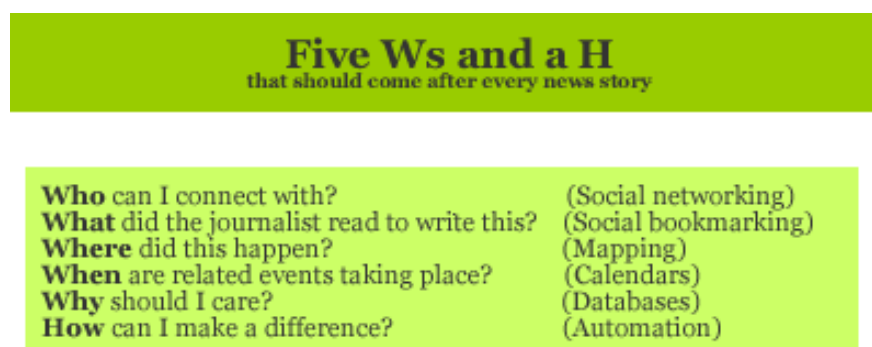 Five Ws and a H
that should come after every news story
Who can I connect with? (Social networking)
What did the journalist read to write this? (Social bookmarking)
Where did this happen? (Mapping)
When are related events taking place? (Calendars)
Why should I care? (Databases)
How can I make a difference? (Automation)